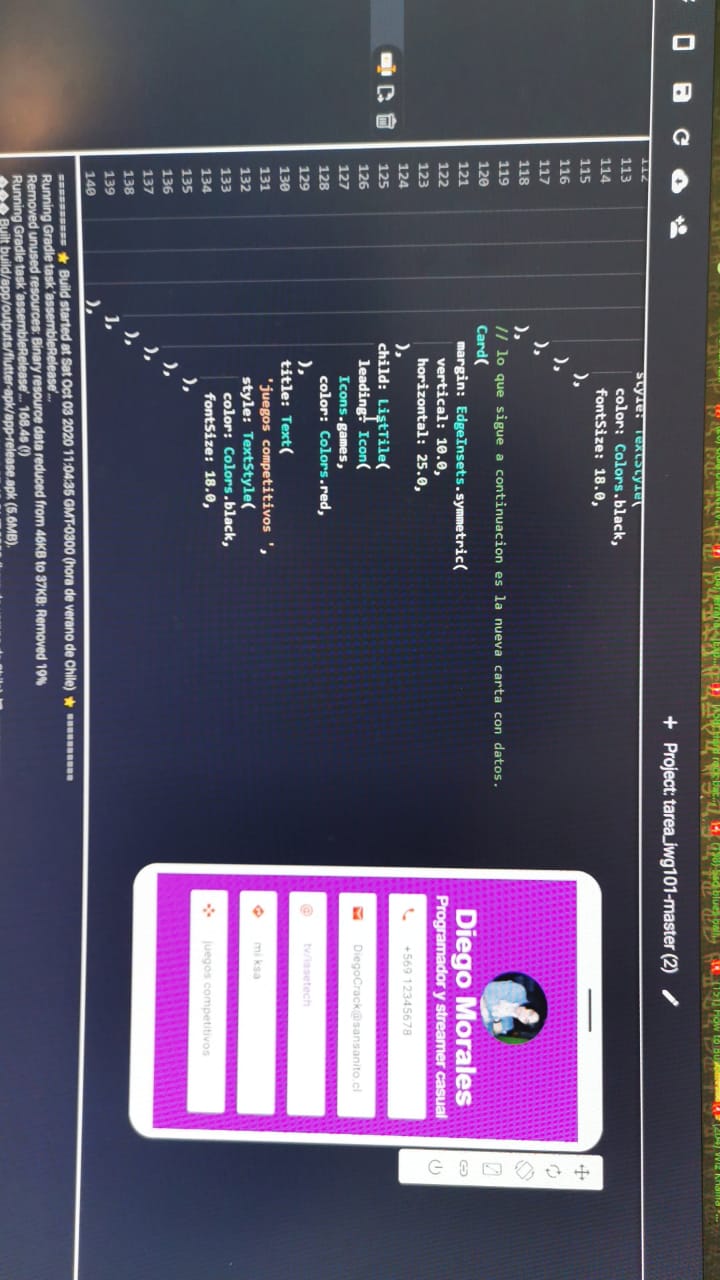 Project: tarea_iwg101-master (2)
112 style: TextStyle(
113 color: Colors.black,
114 fontSize: 18.0,
115 ),
116 ),
117 ),
118 ),
119 // lo que sigue a continuacion es la nueva carta con datos.
120 Card(
121 margin: EdgeInsets.symmetric(
122 vertical: 10.0,
123 horizontal: 25.0,
124 ),
125 child: ListTile(
126 leading: Icon(
127 Icons.games,
128 color: Colors.red,
129 ),
130 title: Text(
131 'juegos competitivos ',
132 style: TextStyle(
133 color: Colors.black,
134 fontSize: 18.0,
135 ),
136 ),
137 ),
138 ),
139 ],
140 ),
Diego Morales
Programador y streamer casual
+569 12345678
DiegoCrack@sansanito.cl
mi ksa
juegos competitivos
========== ⭐ Build started at Sat Oct 03 2020 11:04:35 GMT-0300 (hora de verano de Chile) ⭐ ==========
Running Gradle task 'assembleRelease'...
Removed unused resources: Binary resource data reduced from 46KB to 37KB: Removed 19%
Running Gradle task 'assembleRelease'... 168.4s (!)
Built build/app/outputs/flutter-apk/app-release.apk (5.6MB).